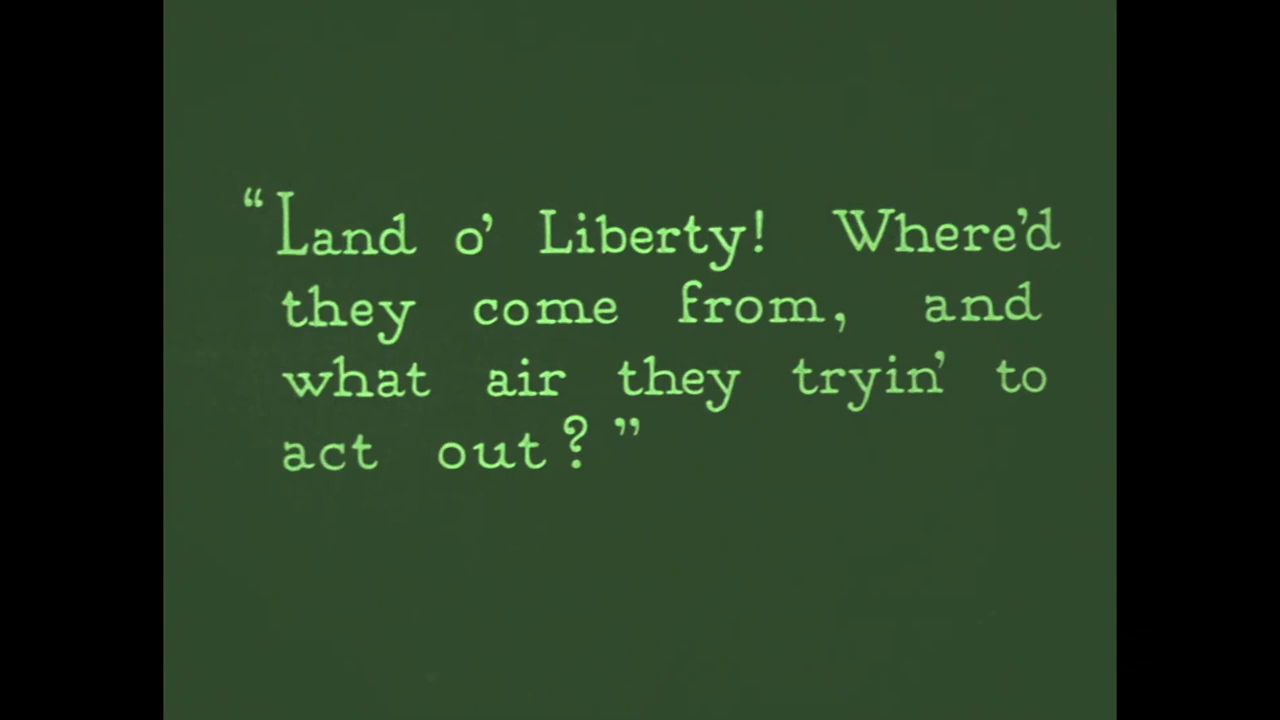 “Land o’ Liberty! Where’d
they come from, and
what air they tryin’ to
act out?”